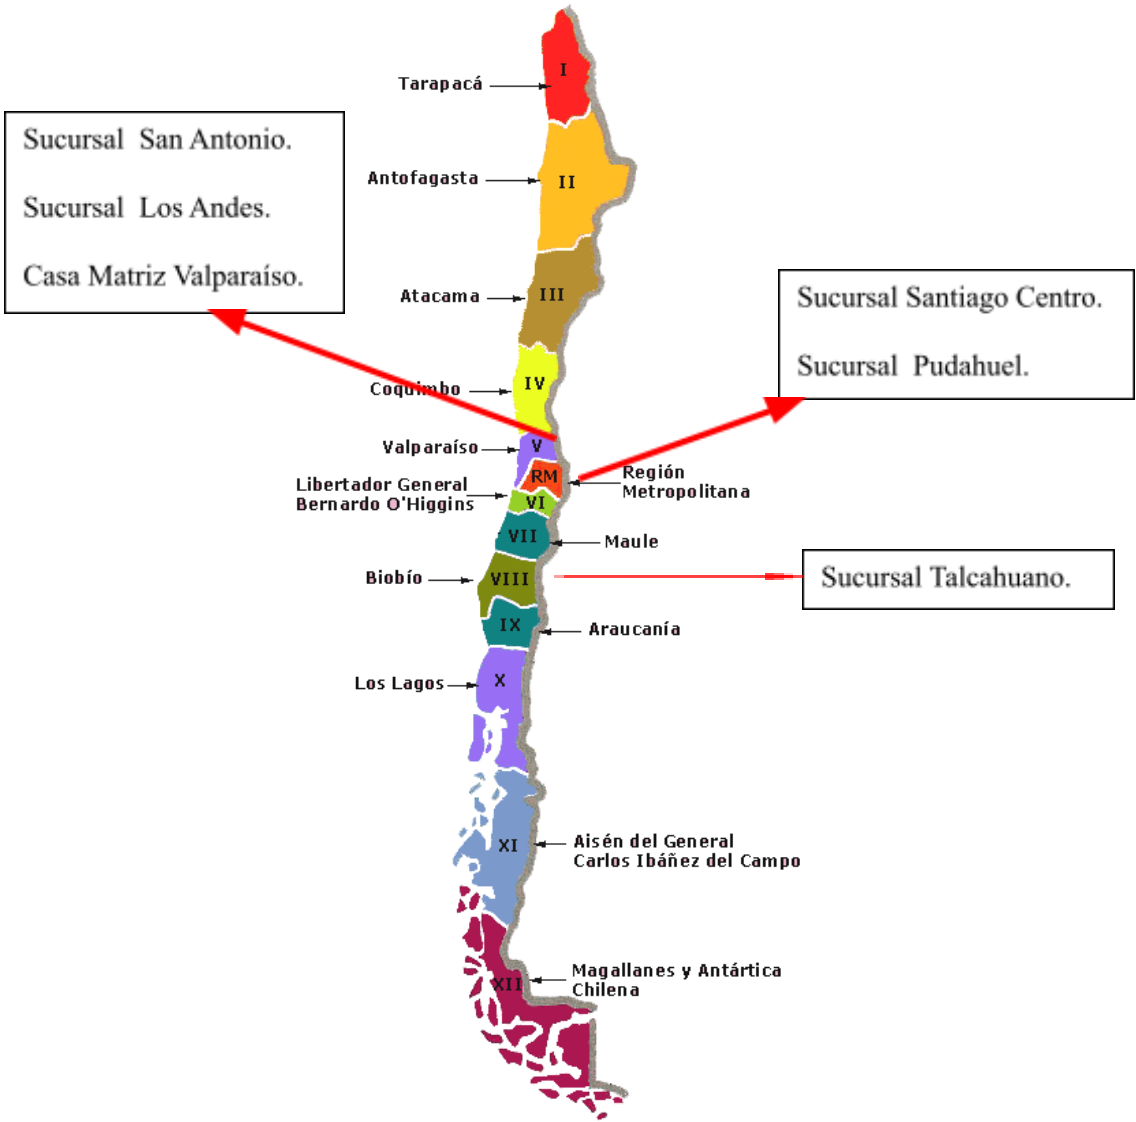 I
Tarapacá
Sucursal San Antonio.
Sucursal Los Andes.
Casa Matriz Valparaíso.
Antofagasta
II
Atacama
III
Sucursal Santiago Centro.
Sucursal Pudahuel.
Coquimbo
IV
Valparaíso
V
RM
Región
Metropolitana
Libertador General
Bernardo O'Higgins
VI
VII
Maule
Biobío
VIII
Sucursal Talcahuano.
IX
Araucanía
Los Lagos
X
XI
Aisén del General
Carlos Ibáñez del Campo
XII
Magallanes y Antártica
Chilena